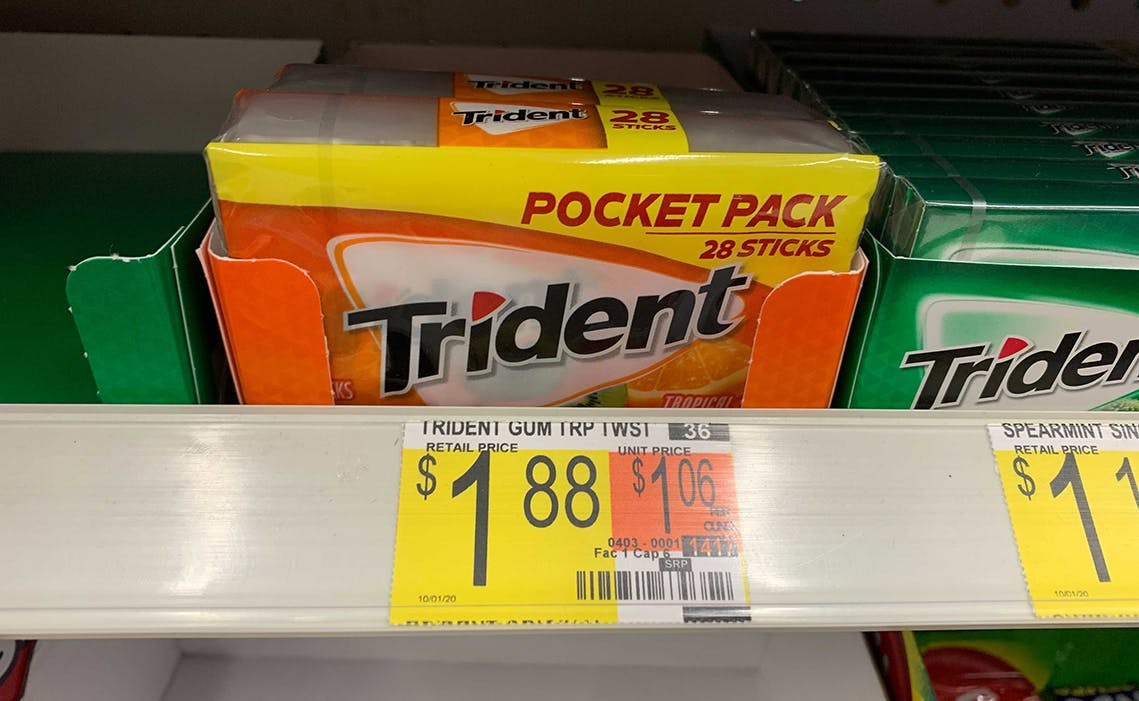 Trident 28
Trident 28
STICKS
POCKET PACK
28 STICKS
Trident
TROPICAL
Trident
TRIDENT GUM TRP TWST 36
RETAIL PRICE UNIT PRICE
$1 88 $1 06
PER
0403 - 0001 1417
Fac 1 Cap 6
SRP
10/01/20
SPEARMINT
RETAIL PRICE
$1
10/01/20